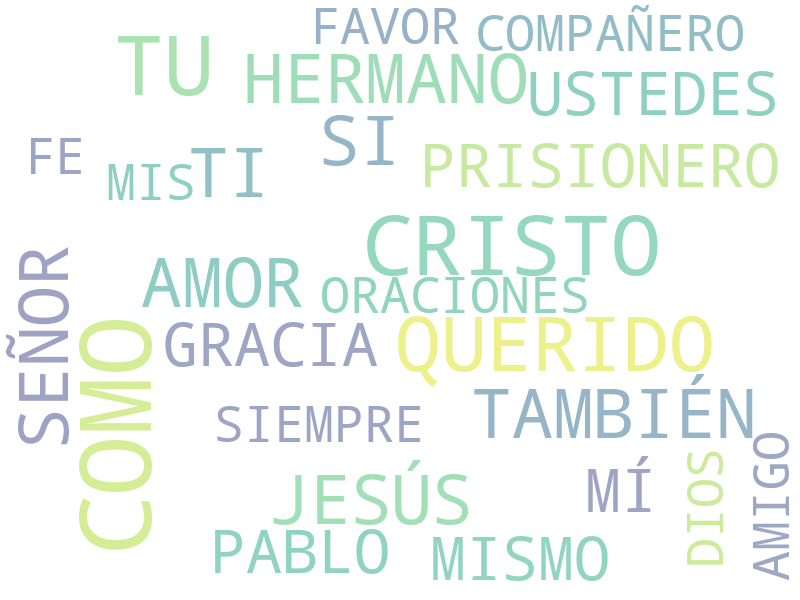 FAVOR
COMPAÑERO
TU
HERMANO
USTEDES
SI
FE
MIS
TI
PRISIONERO
CRISTO
AMOR
ORACIONES
SEÑOR
GRACIA
QUERIDO
COMO
SIEMPRE
TAMBIÉN
JESÚS
MÍ
DIOS
AMIGO
PABLO
MISMO